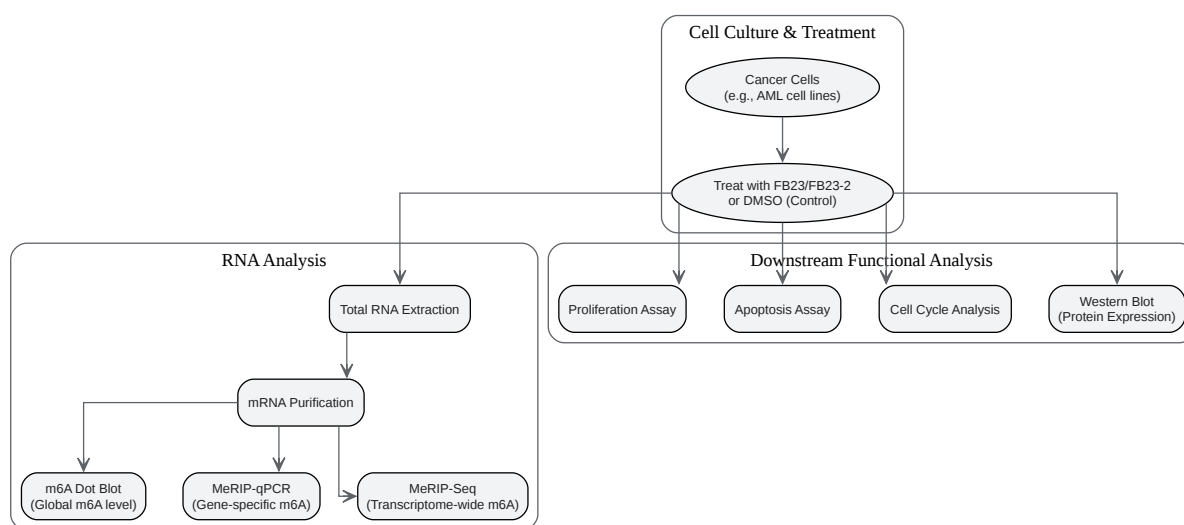 Cell Culture & Treatment
Cancer Cells
(e.g., AML cell lines)
Treat with FB23/FB23-2
or DMSO (Control)
RNA Analysis
Total RNA Extraction
mRNA Purification
m6A Dot Blot
(Global m6A level)
MeRIP-qPCR
(Gene-specific m6A)
MeRIP-Seq
(Transcriptome-wide m6A)
Downstream Functional Analysis
Proliferation Assay
Apoptosis Assay
Cell Cycle Analysis
Western Blot
(Protein Expression)